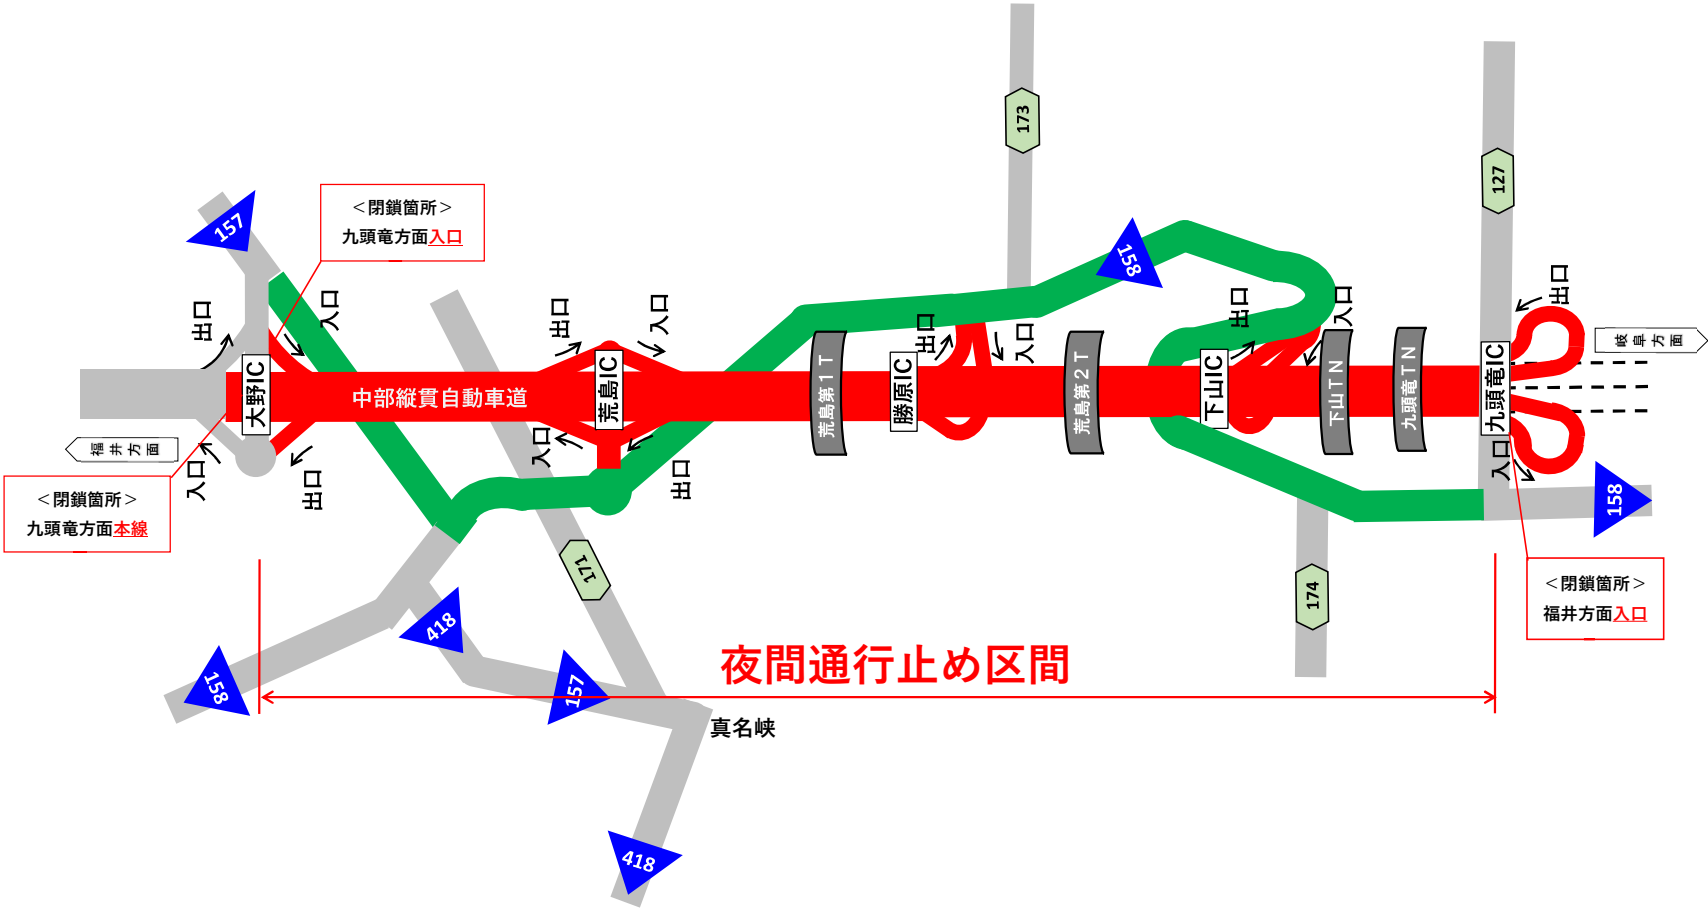 173
127
157
＜閉鎖箇所＞
九頭竜方面入口
158
出口
入口
出口
入口
出口
入口
出口
入口
出口
岐阜方面
大野IC
中部縦貫自動車道
荒島IC
荒島第１T
勝原IC
荒島第２T
下山IC
下山TN
九頭竜TN
九頭竜IC
福井方面
入口
出口
入口
出口
入口
＜閉鎖箇所＞
九頭竜方面本線
158
171
174
＜閉鎖箇所＞
福井方面入口
418
158
157
夜間通行止め区間
真名峡
418